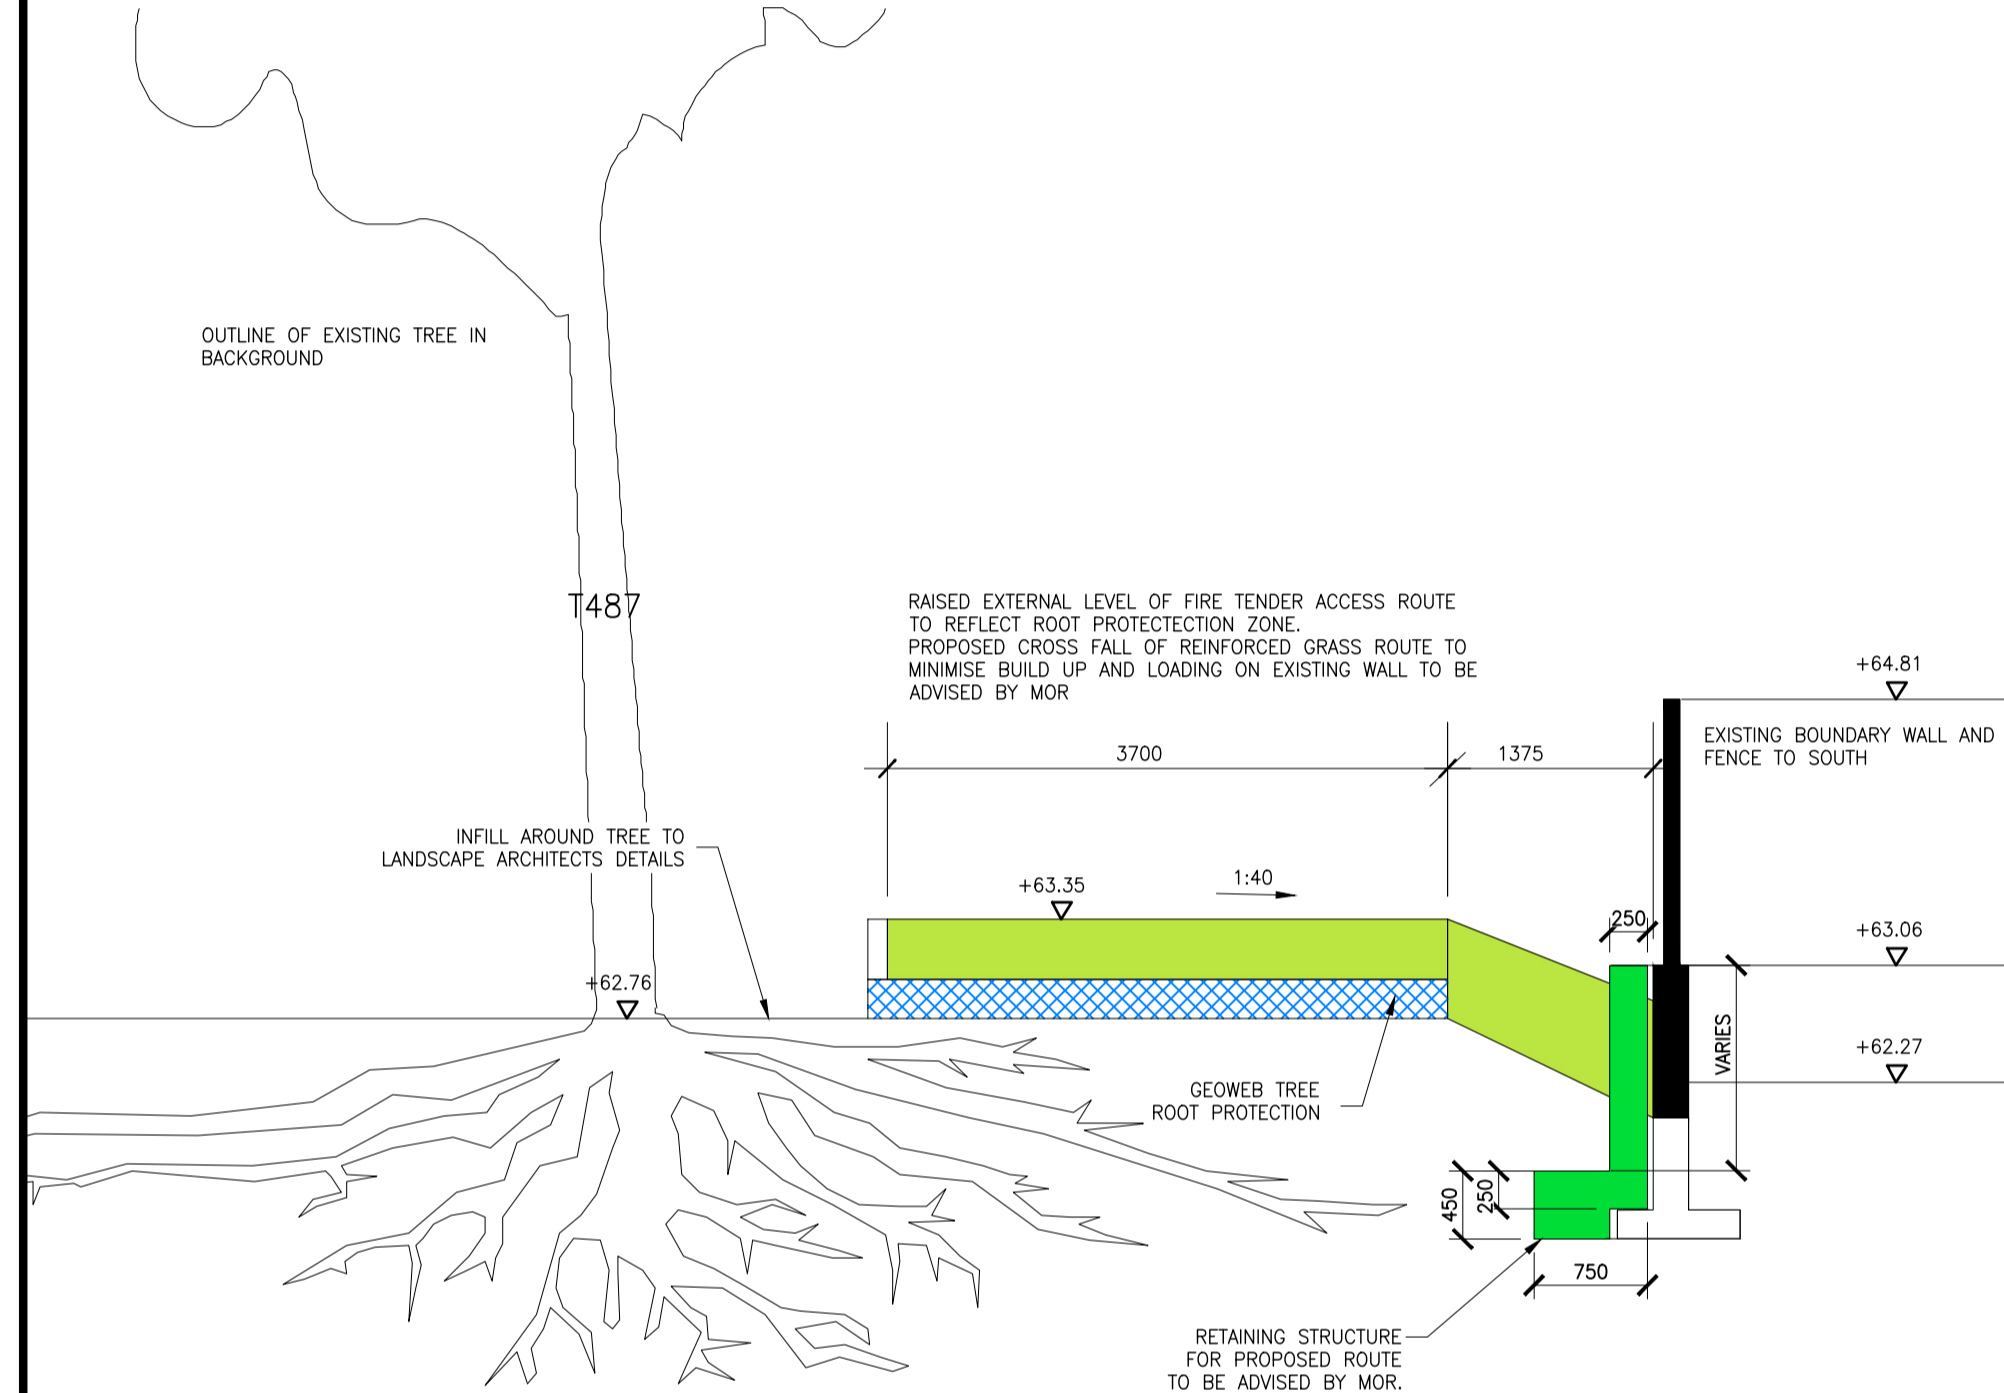 OUTLINE OF EXISTING TREE IN
BACKGROUND
T487
RAISED EXTERNAL LEVEL OF FIRE TENDER ACCESS ROUTE
TO REFLECT ROOT PROTECTECTION ZONE.
PROPOSED CROSS FALL OF REINFORCED GRASS ROUTE TO
MINIMISE BUILD UP AND LOADING ON EXISTING WALL TO BE
ADVISED BY MOR
+64.81
EXISTING BOUNDARY WALL AND
FENCE TO SOUTH
3700
1375
INFILL AROUND TREE TO
LANDSCAPE ARCHITECTS DETAILS
+63.35
1:40
250
+63.06
+62.76
VARIES
+62.27
GEOWEB TREE
ROOT PROTECTION
450
250
750
RETAINING STRUCTURE
FOR PROPOSED ROUTE
TO BE ADVISED BY MOR.